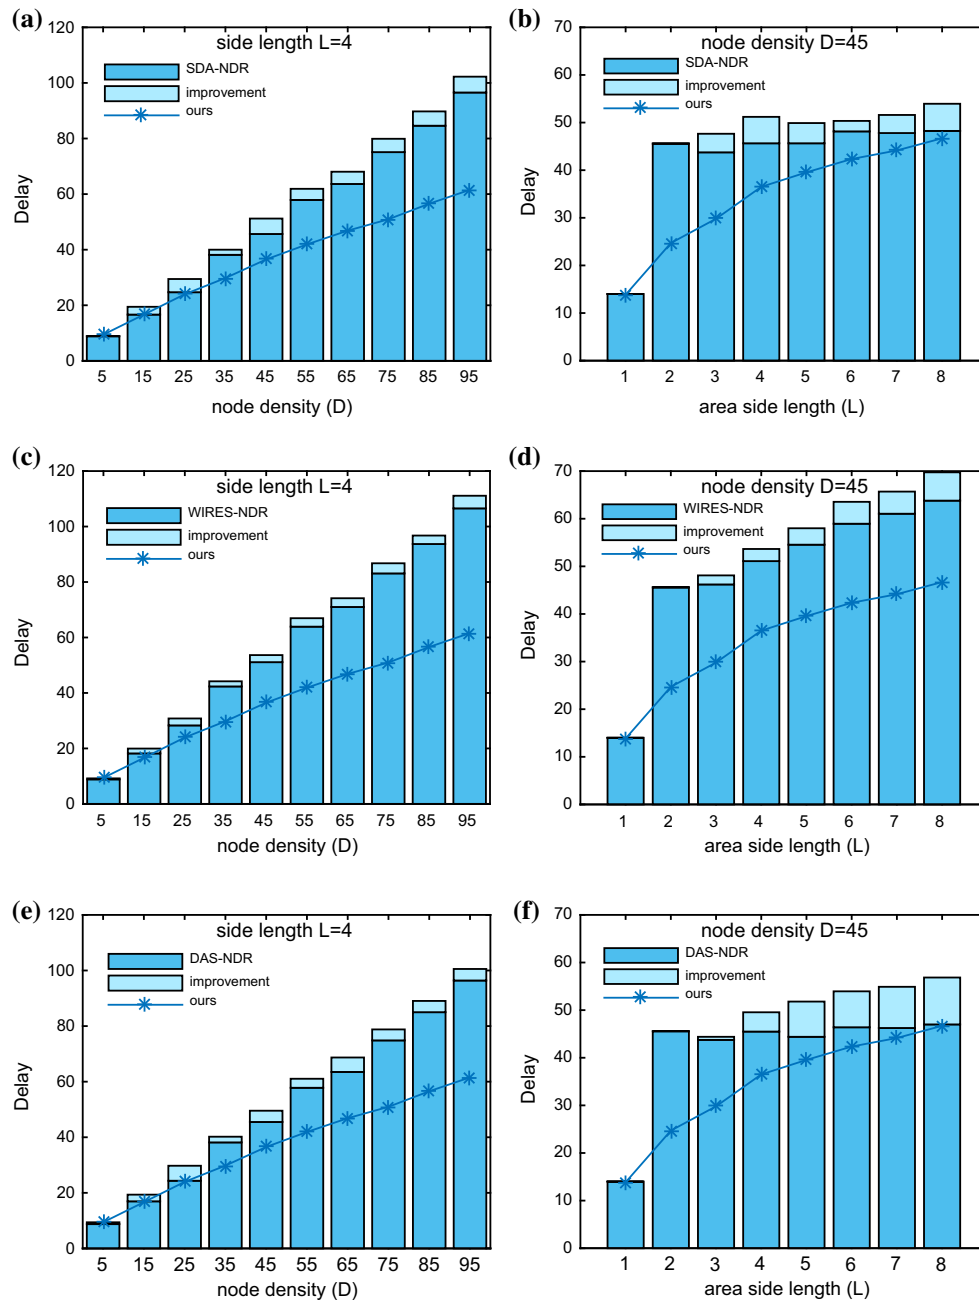 (a)
side length L=4
SDA-NDR
improvement
ours
120
100
80
60
40
20
0
Delay
5 15 25 35 45 55 65 75 85 95
node density (D)
(b)
node density D=45
SDA-NDR
improvement
ours
70
60
50
40
30
20
10
0
Delay
1 2 3 4 5 6 7 8
area side length (L)
(c)
side length L=4
WIRES-NDR
improvement
ours
120
100
80
60
40
20
0
Delay
5 15 25 35 45 55 65 75 85 95
node density (D)
(d)
node density D=45
WIRES-NDR
improvement
ours
70
60
50
40
30
20
10
0
Delay
1 2 3 4 5 6 7 8
area side length (L)
(e)
side length L=4
DAS-NDR
improvement
ours
120
100
80
60
40
20
0
Delay
5 15 25 35 45 55 65 75 85 95
node density (D)
(f)
node density D=45
DAS-NDR
improvement
ours
70
60
50
40
30
20
10
0
Delay
1 2 3 4 5 6 7 8
area side length (L)